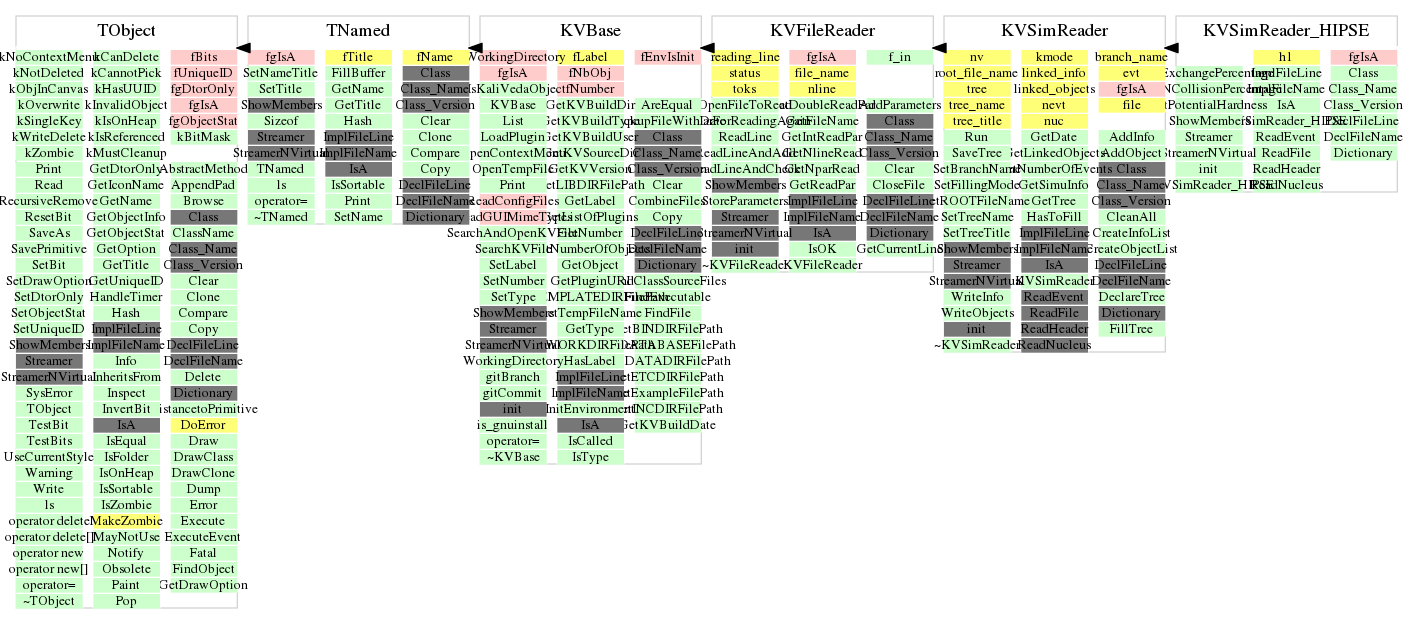 TObject
kCanDelete
fBits
kNotDeleted
kCannotPick
fUniqueID
kObjInCanvas
kHasUUID
fgDtorOnly
kOverwrite
kInvalidObject
fgIsA
kSingleKey
kIsOnHeap
fgObjectStat
kWriteDelete
kIsReferenced
kBitMask
kZombie
kMustCleanup
Print
GetDtorOnly
AbstractMethod
Read
GetIconName
AppendPad
RecursiveRemove
GetName
Browse
ResetBit
GetObjectInfo
Class
SaveAs
GetObjectStat
ClassName
SavePrimitive
GetOption
Class_Name
SetBit
GetTitle
Class_Version
SetDrawOption
GetUniqueID
Clear
SetDtorOnly
HandleTimer
Clone
SetObjectStat
Hash
Compare
SetUniqueID
ImplFileLine
Copy
ShowMembers
ImplFileName
DeclFileLine
Streamer
Info
DeclFileName
InheritsFrom
Delete
SysError
Inspect
Dictionary
TObject
InvertBit
TestBit
IsA
DoError
TestBits
IsEqual
Draw
UseCurrentStyle
IsFolder
DrawClass
Warning
IsOnHeap
DrawClone
Write
IsSortable
Dump
ls
IsZombie
Error
operator delete
MakeZombie
Execute
operator delete[]
MayNotUse
ExecuteEvent
operator new
Notify
Fatal
operator new[]
Obsolete
FindObject
operator=
Paint
GetDrawOption
~TObject
Pop
TNamed
fgIsA
fTitle
fName
SetNameTitle
FillBuffer
Class
SetTitle
GetName
Class_Name
ShowMembers
GetTitle
Class_Version
Sizeof
Hash
Clear
Streamer
ImplFileLine
Clone
ImplFileName
Compare
TNamed
IsA
Copy
ls
IsSortable
DeclFileLine
operator=
Print
DeclFileName
~TNamed
SetName
Dictionary
KVBase
WorkingDirectory
fLabel
fEnvIsInit
fgIsA
fNbObj
IsKaliVedaObject
fNumber
KVBase
GetKVBuildDir
AreEqual
List
GetKVBuildType
LoadPlugin
GetKVBuildUser
Class
OpenContextMenu
GetKVSourceDir
Class_Name
OpenTempFile
GetKVVersion
Class_Version
Print
GetLIBDIRFilePath
Clear
ReadConfigFiles
GetLabel
CombineFiles
ReadGUIMimeTypes
GetListOfPlugins
Copy
SearchAndOpenKVFile
GetNumber
DeclFileLine
SearchKVFile
GetNumberOfObjects
DeclFileName
SetLabel
GetObject
Dictionary
SetNumber
GetPluginURI
SetType
FindExecutable
ShowMembers
GetTempFileName
FindFile
Streamer
GetType
GetBINDIRFilePath
GetWORKDIRFilePath
GetDATABASEFilePath
WorkingDirectory
HasLabel
GetDATADIRFilePath
gitBranch
ImplFileLine
GetETCDIRFilePath
gitCommit
ImplFileName
GetExampleFilePath
init
InitEnvironment
GetINCDIRFilePath
is_gnuinstall
IsA
GetKVBuildDate
operator=
IsCalled
~KVBase
IsType
KVFileReader
reading_line
fgIsA
f_in
status
file_name
toks
nline
OpenFileToRead
GetDoubleReadPar
AddParameters
GetFileName
Class
ReadLine
GetIntReadPar
Class_Name
GetNlineRead
Class_Version
GetNparRead
Clear
ShowMembers
GetReadPar
CloseFile
StoreParameters
ImplFileLine
DeclFileLine
Streamer
ImplFileName
DeclFileName
StreamerNVirtual
IsA
Dictionary
init
IsOK
GetCurrentLine
~KVFileReader
KVFileReader
KVSimReader
nv
kmode
branch_name
root_file_name
linked_info
evt
tree
linked_objects
fgIsA
tree_name
nevt
file
tree_title
nuc
Run
GetDate
AddInfo
SaveTree
GetLinkedObjects
AddObject
SetBranchName
GetNumberOfEvents
Class
SetFillingMode
GetSimuInfo
Class_Name
SetROOTFileName
GetTree
Class_Version
SetTreeName
HasToFill
CleanAll
SetTreeTitle
ImplFileLine
CreateInfoList
ShowMembers
ImplFileName
CreateObjectList
Streamer
IsA
DeclFileLine
StreamerNVirtual
KVSimReader
DeclFileName
WriteInfo
ReadEvent
DeclareTree
WriteObjects
ReadFile
Dictionary
init
ReadHeader
FillTree
~KVSimReader
ReadNucleus
KVSimReader_HIPSE
h1
fgIsA
ExchangePercentage
ImplFileLine
Class
NCollisionPercentage
ImplFileName
Class_Name
PotentialHardness
IsA
Class_Version
ShowMembers
KVSimReader_HIPSE
DeclFileLine
Streamer
ReadEvent
DeclFileName
StreamerNVirtual
ReadFile
Dictionary
init
ReadHeader
~KVSimReader_HIPSE
ReadNucleus